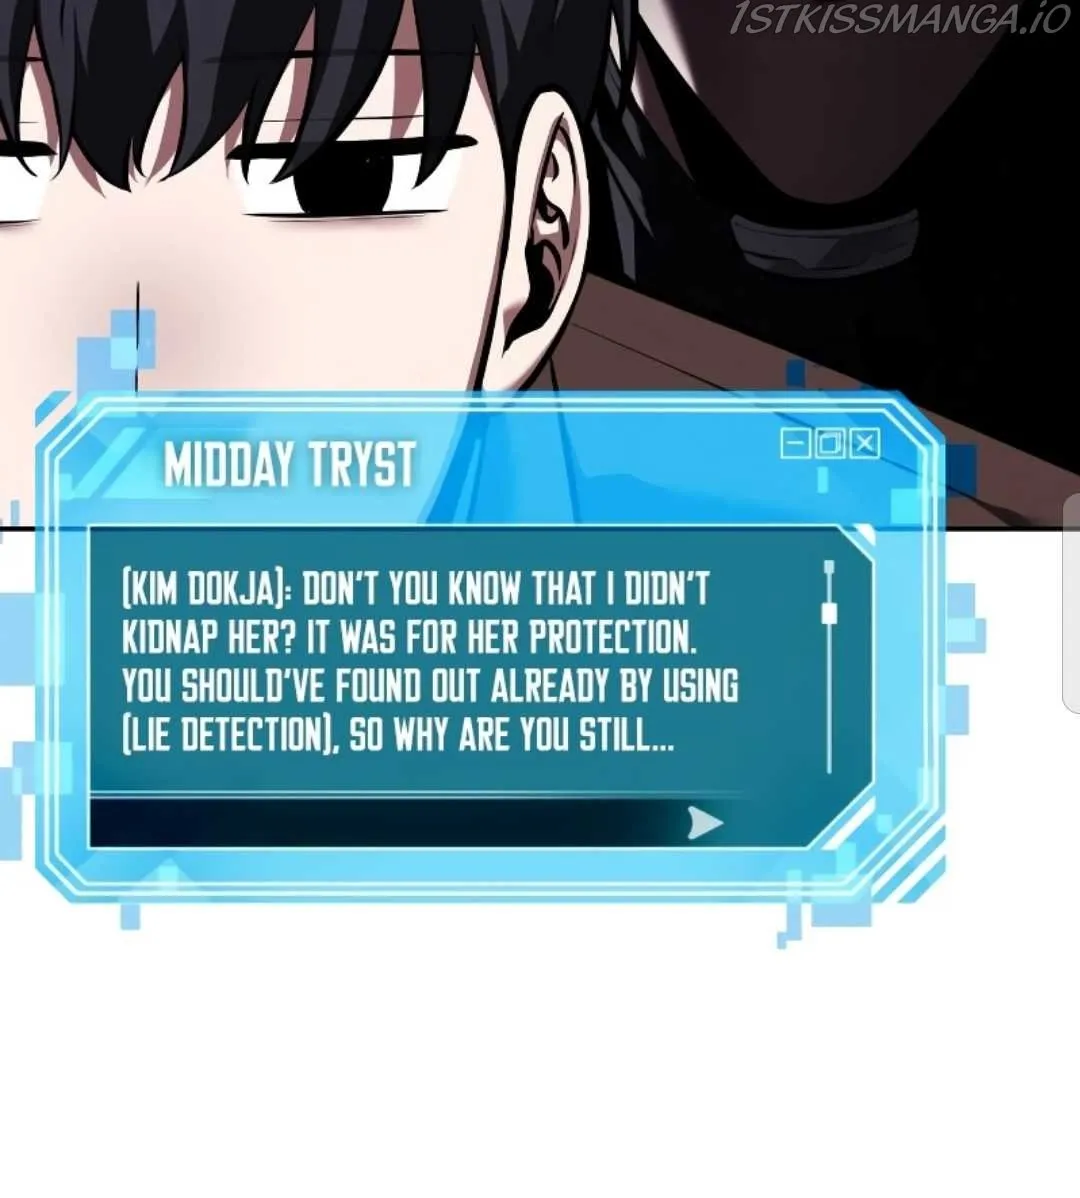 1STKISSMANGA.IO
MIDDAY TRYST
(KIM DOKJA): DON'T YOU KNOW THAT I DIDN'T
KIDNAP HER? IT WAS FOR HER PROTECTION.
YOU SHOULD'VE FOUND OUT ALREADY BY USING
(LIE DETECTION), SO WHY ARE YOU STILL...